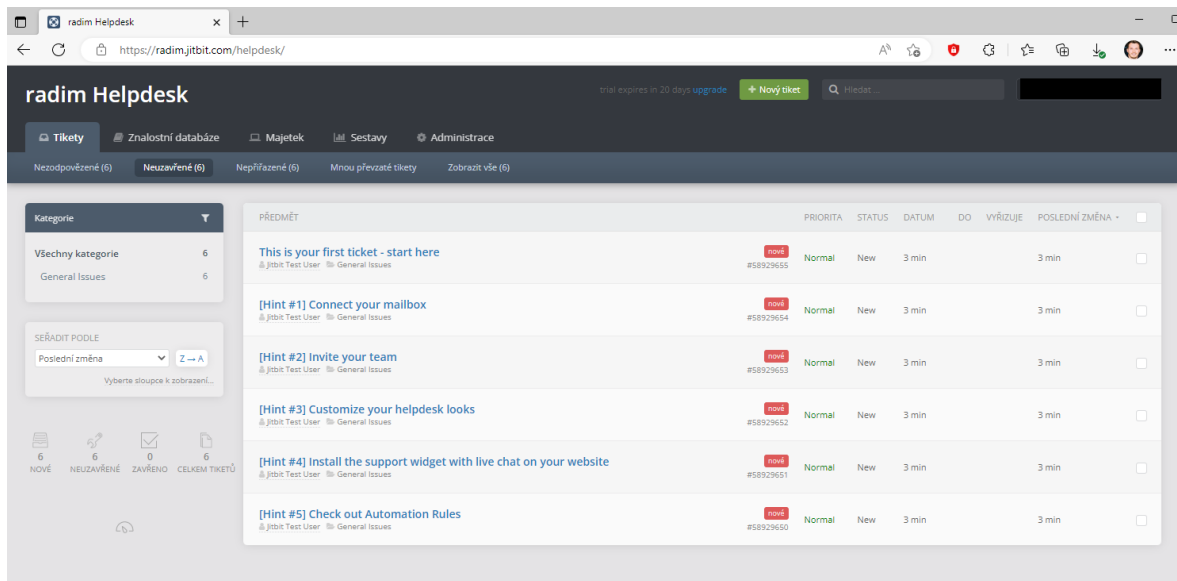 radim Helpdesk
https://radim.jitbit.com/helpdesk/
radim Helpdesk
trial expires in 20 days upgrade
+ Nový tiket
Hledat ...
Tikety Znalostní databáze Majetek Sestavy Administrace
Nezodpovězené (6) Neuzavřené (6) Nepřiřazené (6) Mnou převzaté tikety Zobrazit vše (6)
Kategorie
Všechny kategorie 6
General Issues 6
SEŘADIT PODLE
Poslední změna Z→A
Vyberte sloupce k zobrazení...
6 6 0 6
NOVÉ NEUZAVŘENÉ ZAVŘENO CELKEM TIKETŮ
PŘEDMĚT PRIORITA STATUS DATUM DO VYŘIZUJE POSLEDNÍ ZMĚNA
This is your first ticket - start here nové
Jitbit Test User General Issues #58929655 Normal New 3 min 3 min
[Hint #1] Connect your mailbox nové
Jitbit Test User General Issues #58929654 Normal New 3 min 3 min
[Hint #2] Invite your team nové
Jitbit Test User General Issues #58929653 Normal New 3 min 3 min
[Hint #3] Customize your helpdesk looks nové
Jitbit Test User General Issues #58929652 Normal New 3 min 3 min
[Hint #4] Install the support widget with live chat on your website nové
Jitbit Test User General Issues #58929651 Normal New 3 min 3 min
[Hint #5] Check out Automation Rules nové
Jitbit Test User General Issues #58929650 Normal New 3 min 3 min